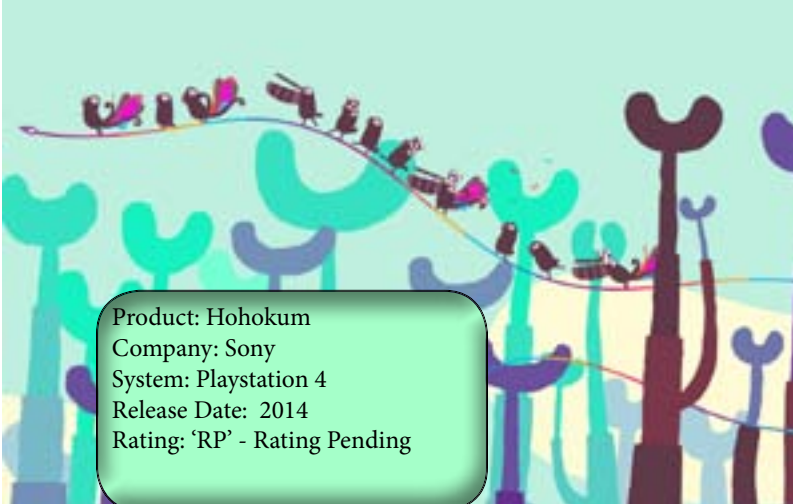 Product: Hohokum
Company: Sony
System: Playstation 4
Release Date:  2014
Rating: ‘RP’ - Rating Pending